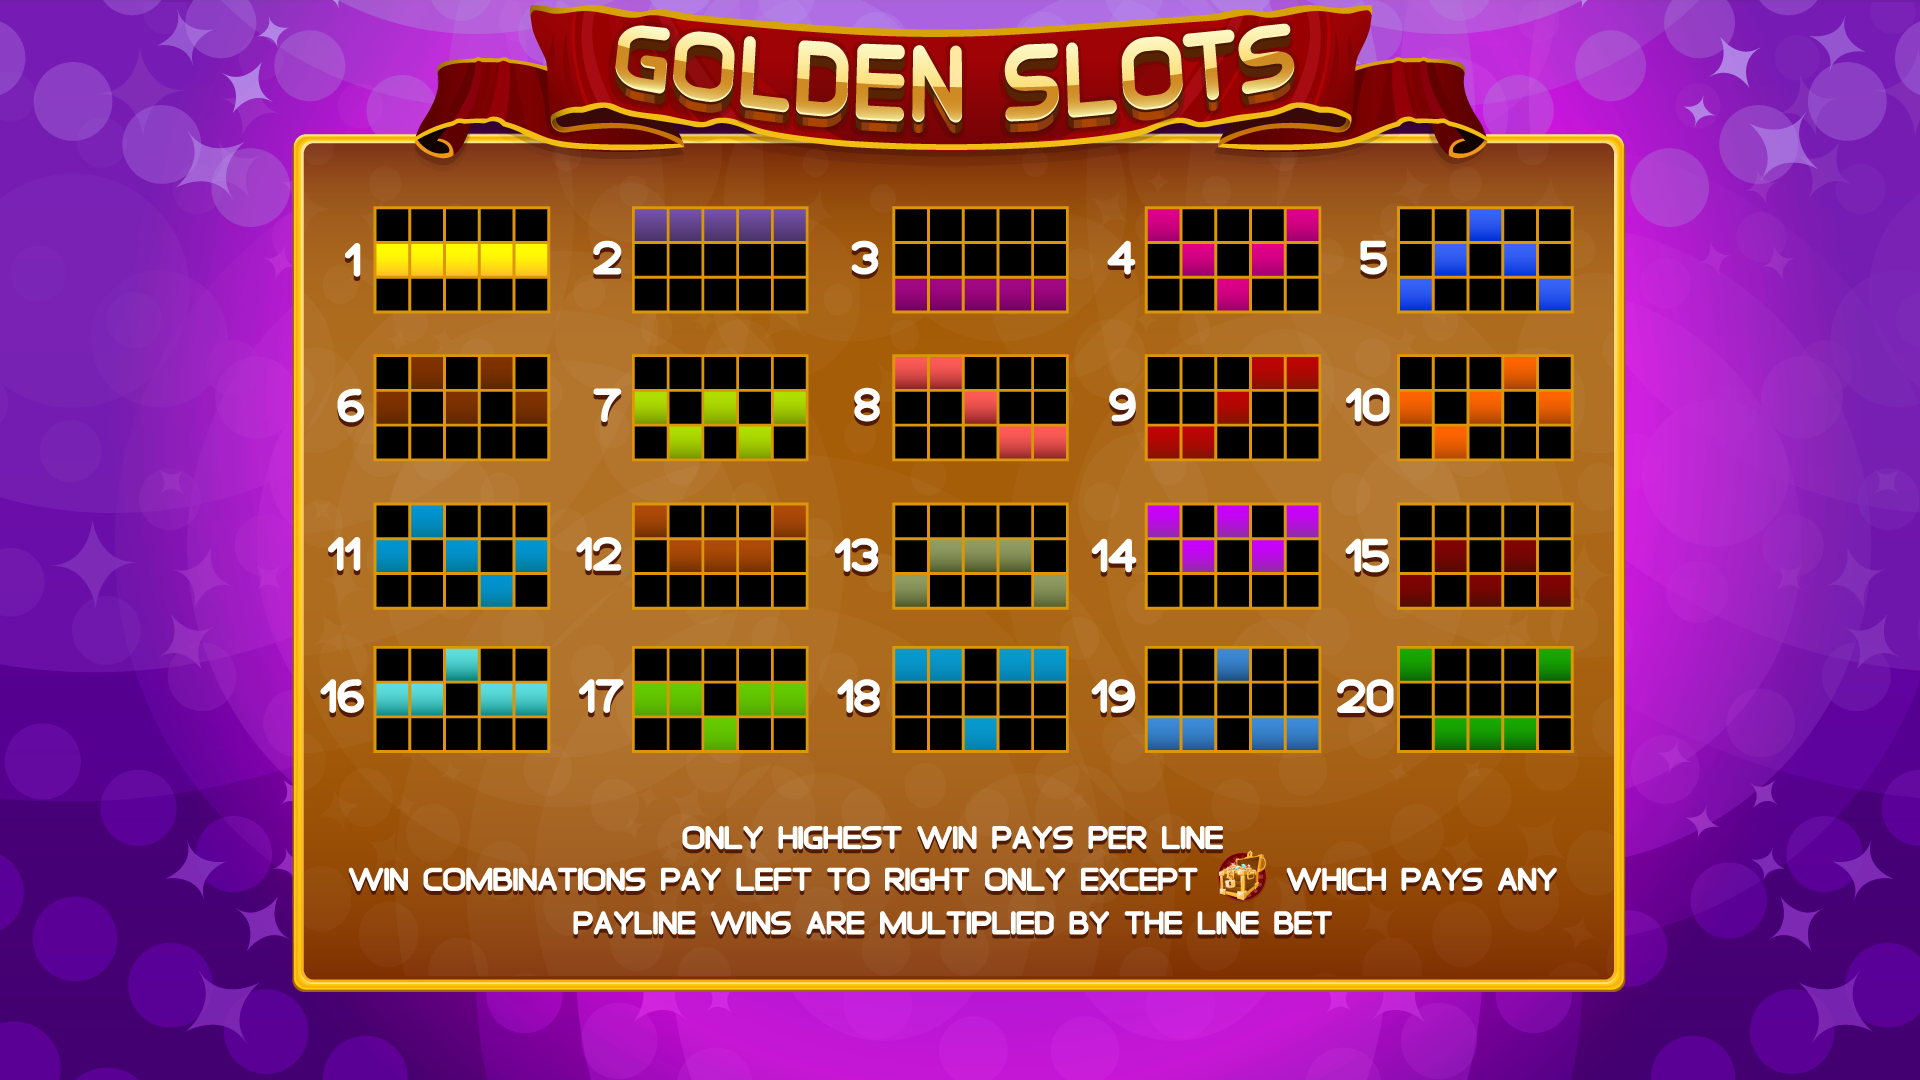 GOLDEN SLOTS
1 2 3 4 5
6 7 8 9 10
11 12 13 14 15
16 17 18 19 20
ONLY HIGHEST WIN PAYS PER LINE
WIN COMBINATIONS PAY LEFT TO RIGHT ONLY EXCEPT WHICH PAYS ANY
PAYLINE WINS ARE MULTIPLIED BY THE LINE BET